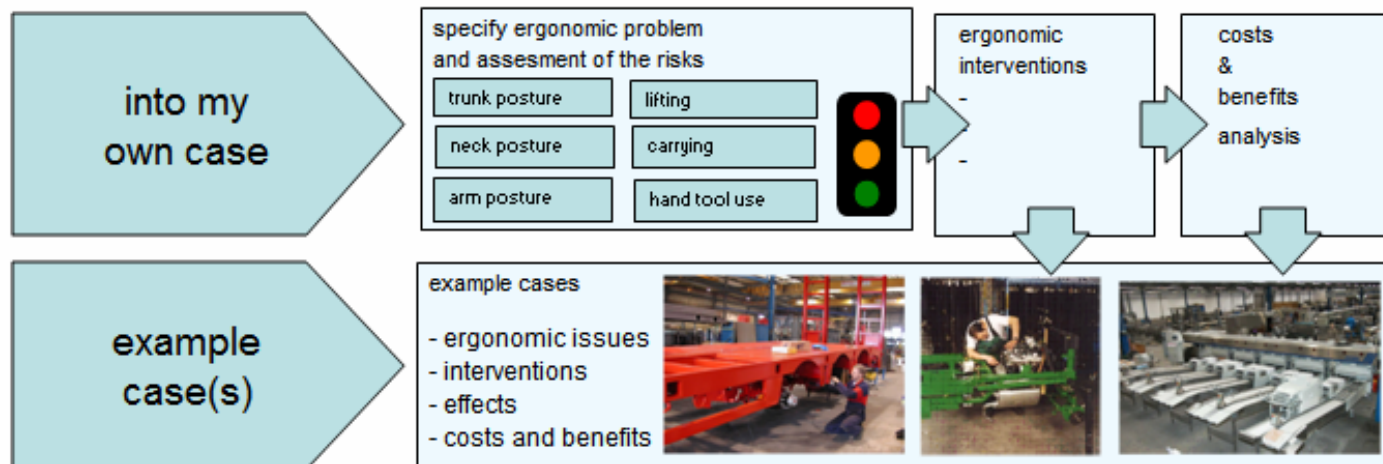 into my
own case
specify ergonomic problem
and assesment of the risks
trunk posture
lifting
neck posture
carrying
arm posture
hand tool use
ergonomic
interventions
-
-
-
costs
&
benefits
analysis
example
case(s)
example cases
- ergonomic issues
- interventions
- effects
- costs and benefits